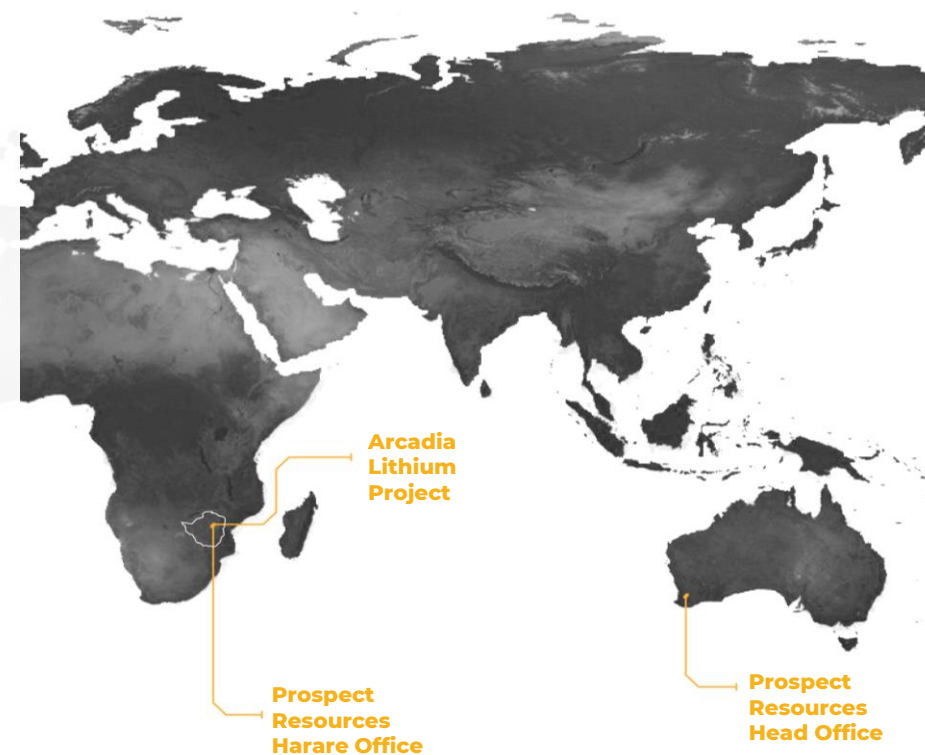 Arcadia
Lithium
Project
Prospect
Resources
Harare Office
Prospect
Resources
Head Office